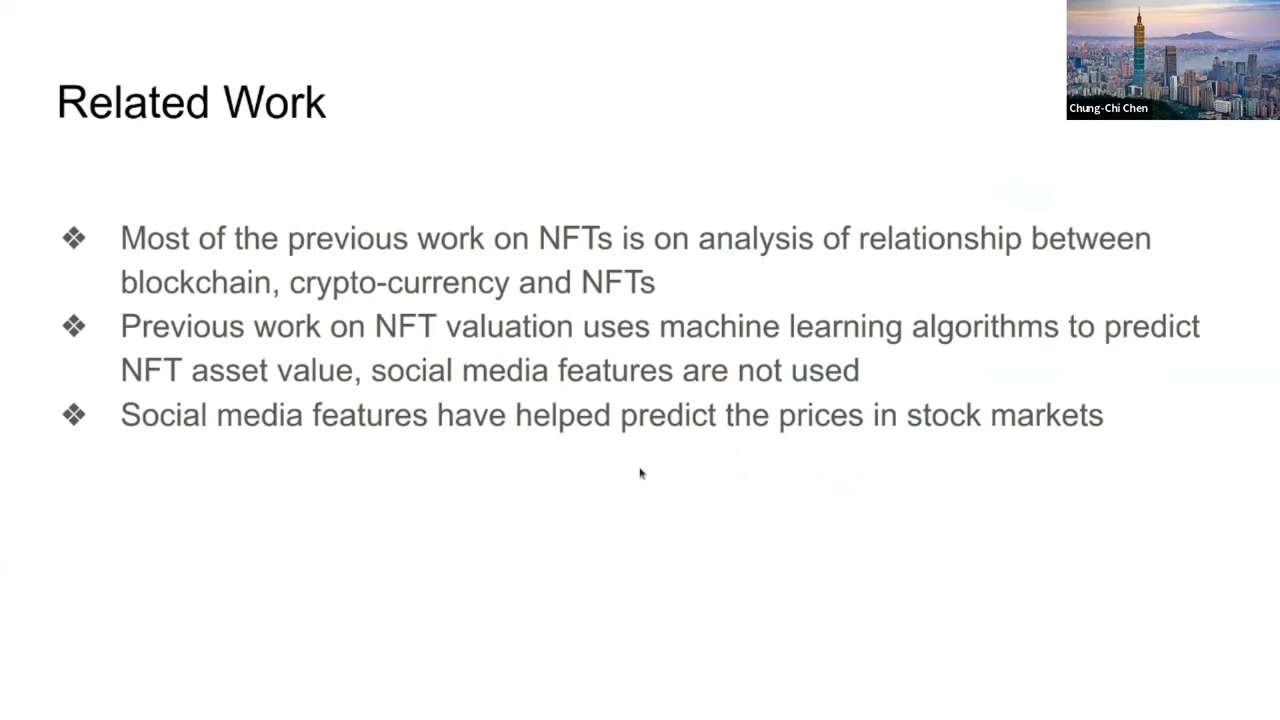 Chung-Chi Chen
Related Work
❖ Most of the previous work on NFTs is on analysis of relationship between
blockchain, crypto-currency and NFTs
❖ Previous work on NFT valuation uses machine learning algorithms to predict
NFT asset value, social media features are not used
❖ Social media features have helped predict the prices in stock markets